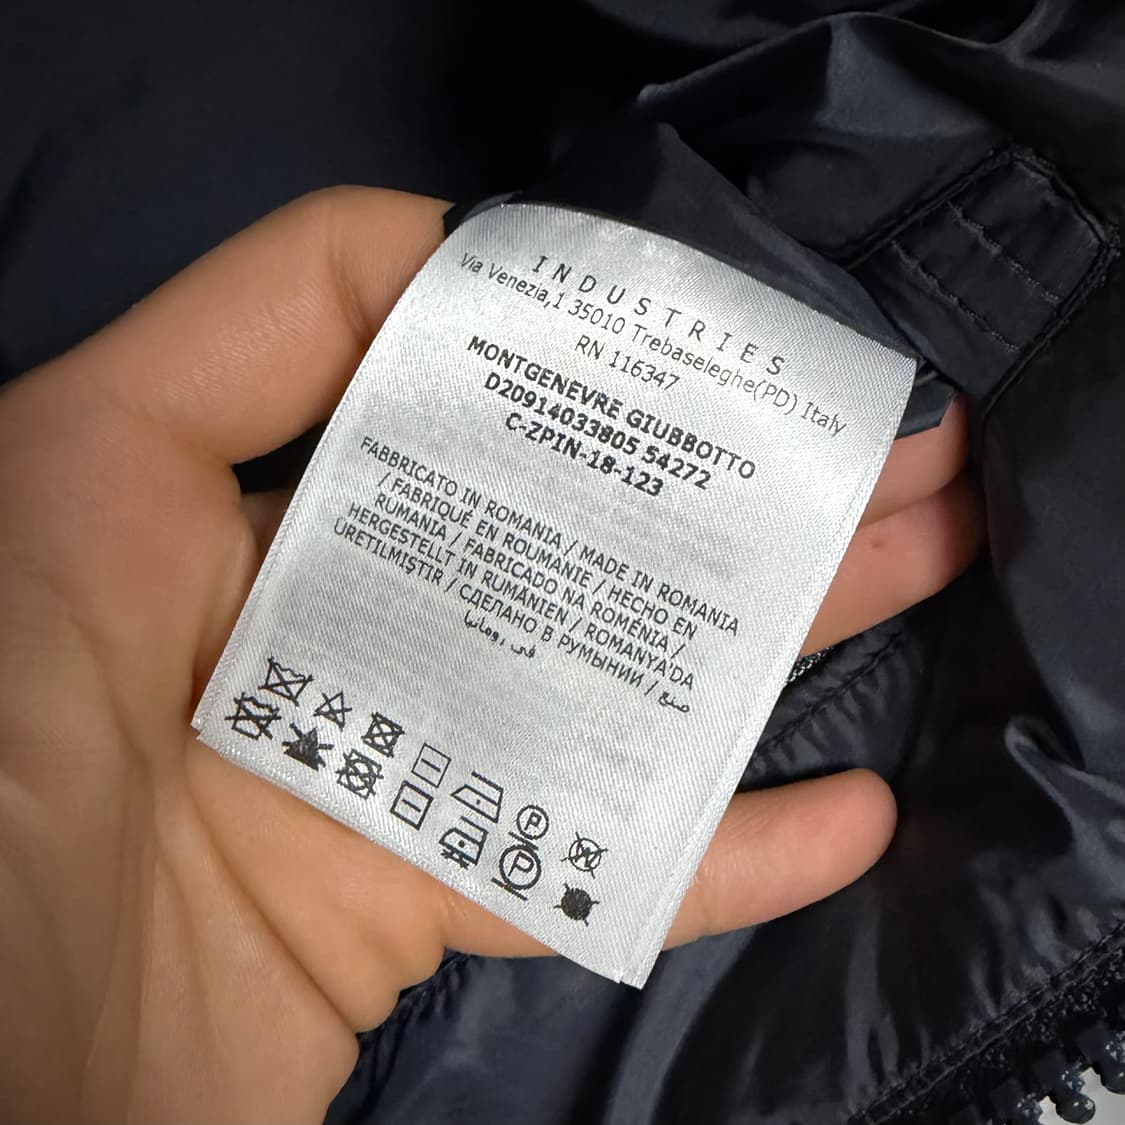 INDUSTRIES
Via Venezia,1 35010 Trebaseleghe(PD) Italy
RN 116347
MONTGENEVRE GIUBBOTTO
D20914033805 54272
C-ZPIN-18-123
FABBRICATO IN ROMANIA / MADE IN ROMANIA
/ FABRIQUÉ EN ROUMANIE / HECHO EN
RUMANIA / FABRICADO NA ROMÉNIA /
HERGESTELLT IN RUMÄNIEN / ROMANYA'DA
ÜRETILMIŞTIR / СДЕЛАНО В РУМЫНИИ / صنع
في رومانيا
P
P